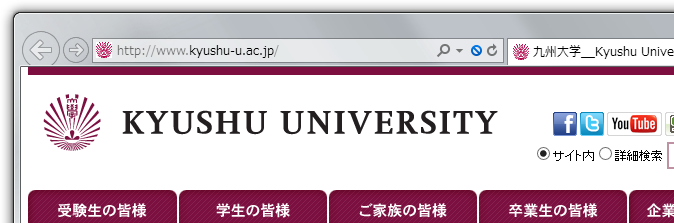 http://www.kyushu-u.ac.jp/
九州大学__Kyushu Unive
KYUSHU UNIVERSITY
You Tube
サイト内 詳細検索
受験生の皆様 学生の皆様 ご家族の皆様 卒業生の皆様 企業